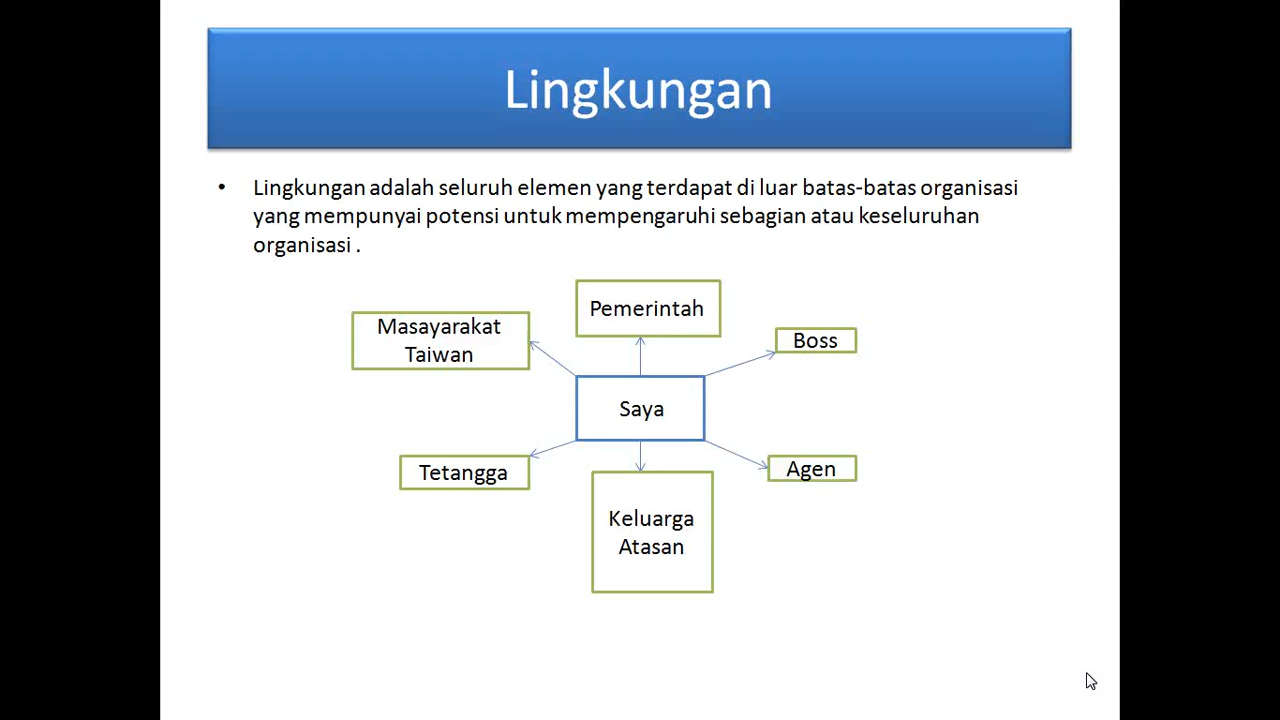 Lingkungan
• Lingkungan adalah seluruh elemen yang terdapat di luar batas-batas organisasi
yang mempunyai potensi untuk mempengaruhi sebagian atau keseluruhan
organisasi .
Pemerintah
Masayarakat
Taiwan
Boss
Saya
Tetangga
Agen
Keluarga
Atasan